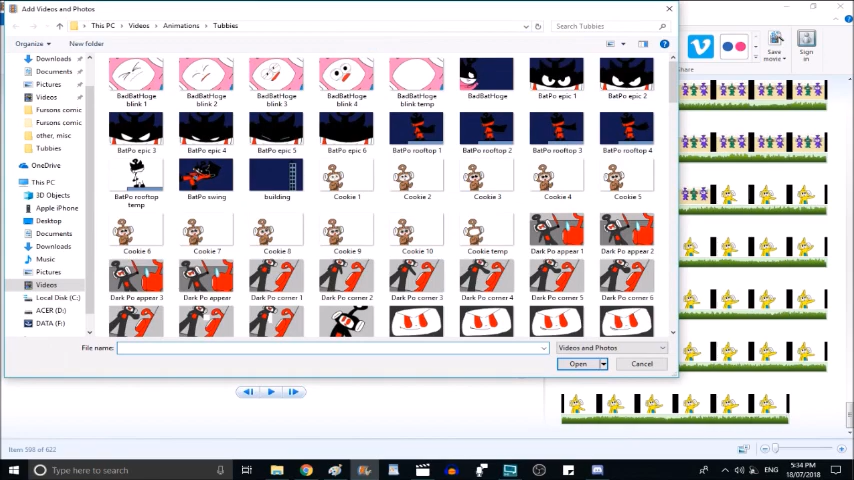 Add Videos and Photos
This PC > Videos > Animations > Tubbies
Search Tubbies
Organize
New folder
Save movie
Sign in
Share
Downloads
Documents
Pictures
Videos
Fursons comic
Fursons comic
other, misc
Tubbies
OneDrive
This PC
3D Objects
Apple iPhone
Desktop
Documents
Downloads
Music
Pictures
Videos
Local Disk (C:)
ACER (D:)
DATA (F:)
BadBatHoge blink 1
BadBatHoge blink 2
BadBatHoge blink 3
BadBatHoge blink 4
BadBatHoge blink temp
BadBatHoge
BatPo epic 1
BatPo epic 2
BatPo epic 3
BatPo epic 4
BatPo epic 5
BatPo epic 6
BatPo rooftop 1
BatPo rooftop 2
BatPo rooftop 3
BatPo rooftop 4
BatPo rooftop temp
BatPo swing
building
Cookie 1
Cookie 2
Cookie 3
Cookie 4
Cookie 5
Cookie 6
Cookie 7
Cookie 8
Cookie 9
Cookie 10
Cookie temp
Dark Po appear 1
Dark Po appear 2
Dark Po appear 3
Dark Po appear
Dark Po corner 1
Dark Po corner 2
Dark Po corner 3
Dark Po corner 4
Dark Po corner 5
Dark Po corner 6
File name:
Videos and Photos
Open
Cancel
Item 598 of 622
Type here to search
ENG
5:34 PM
18/07/2018